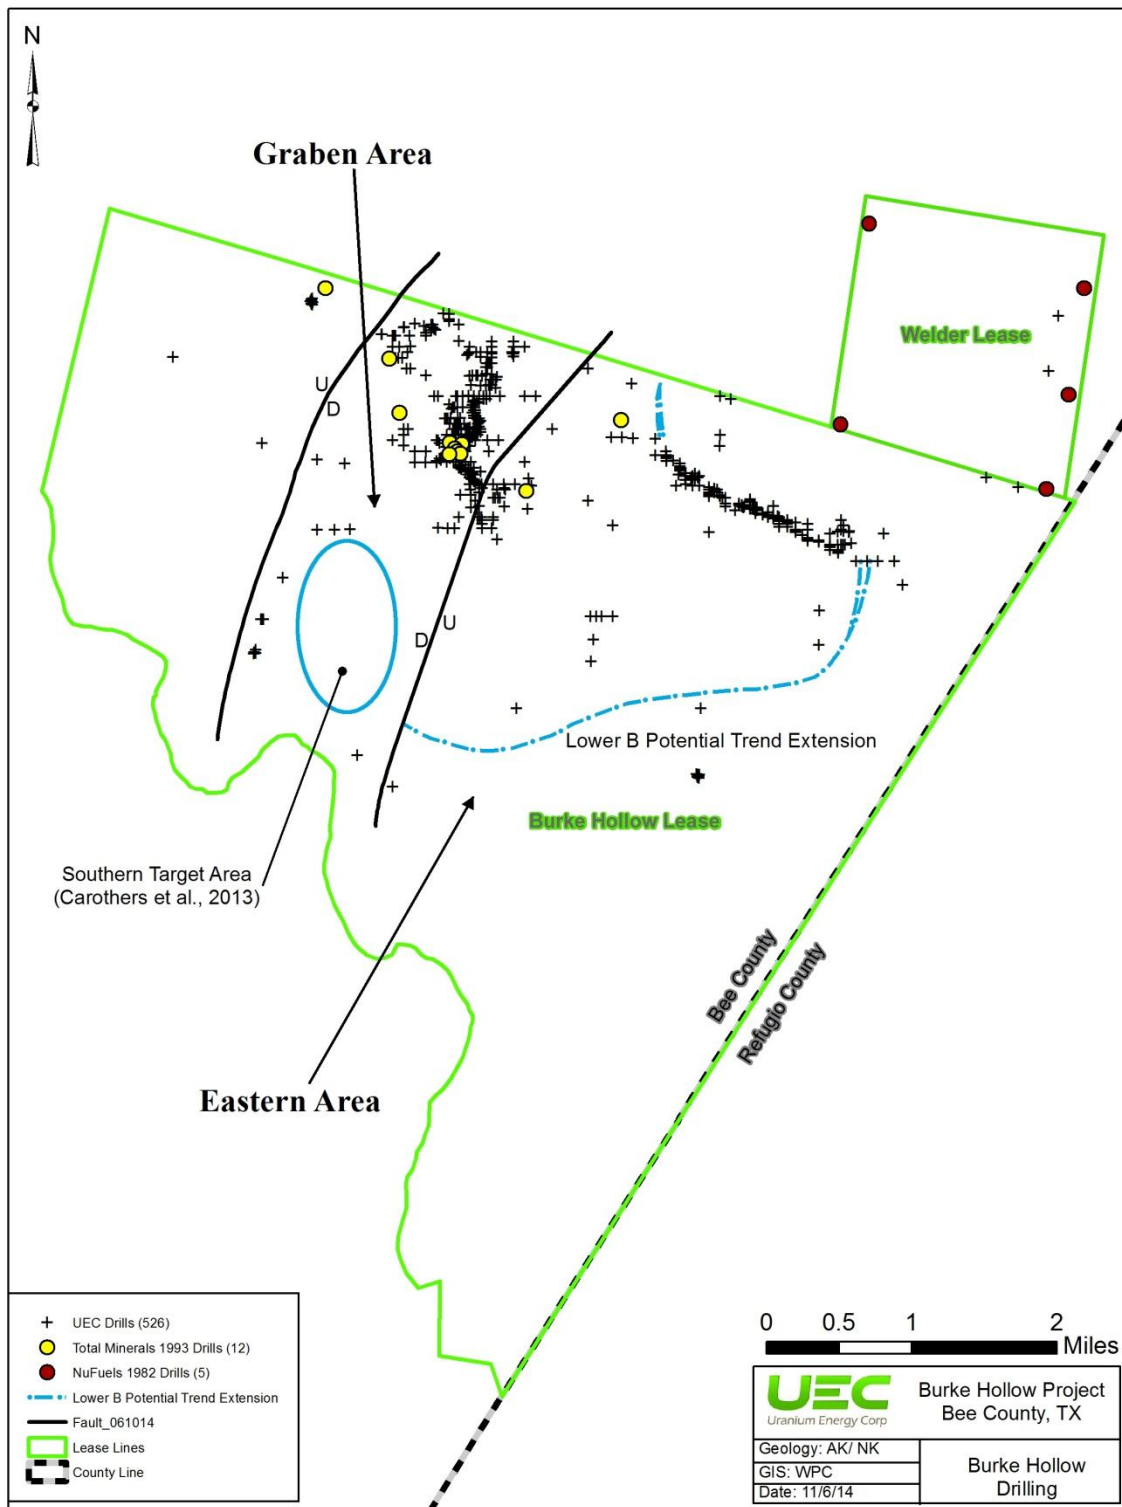 N
Graben Area
Welder Lease
U
D
U
D
Lower B Potential Trend Extension
Burke Hollow Lease
Southern Target Area
(Carothers et al., 2013)
Bee County
Refugio County
Eastern Area
UEC Drills (526)
Total Minerals 1993 Drills (12)
NuFuels 1982 Drills (5)
Lower B Potential Trend Extension
Fault_061014
Lease Lines
County Line
0 0.5 1 2
Miles
UEC
Uranium Energy Corp
Burke Hollow Project
Bee County, TX
Geology: AK/ NK
GIS: WPC
Date: 11/6/14
Burke Hollow
Drilling